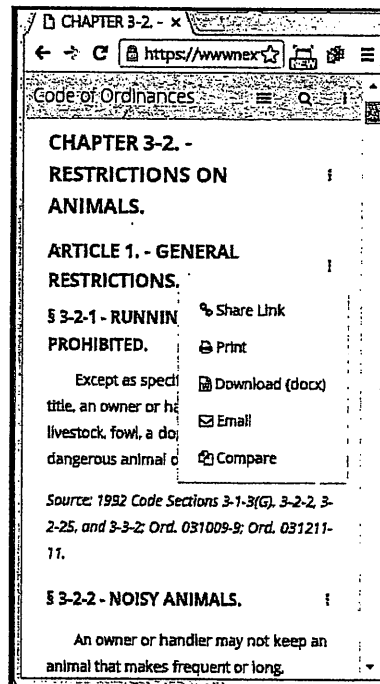 CHAPTER 3-2. -
https://wwwnex
NEW
Code of Ordinances
CHAPTER 3-2. -
RESTRICTIONS ON
ANIMALS.
ARTICLE 1. - GENERAL
RESTRICTIONS.
§ 3-2-1 - RUNNIN
PROHIBITED.
Share Link
Print
Download (docx)
Email
Compare
Except as specif
title, an owner or ha
livestock, fowl, a do
dangerous animal o
Source: 1992 Code Sections 3-1-3(G), 3-2-2, 3-
2-25, and 3-3-2; Ord. 031009-9; Ord. 031211-
11.
§ 3-2-2 - NOISY ANIMALS.
An owner or handler may not keep an
animal that makes frequent or long,